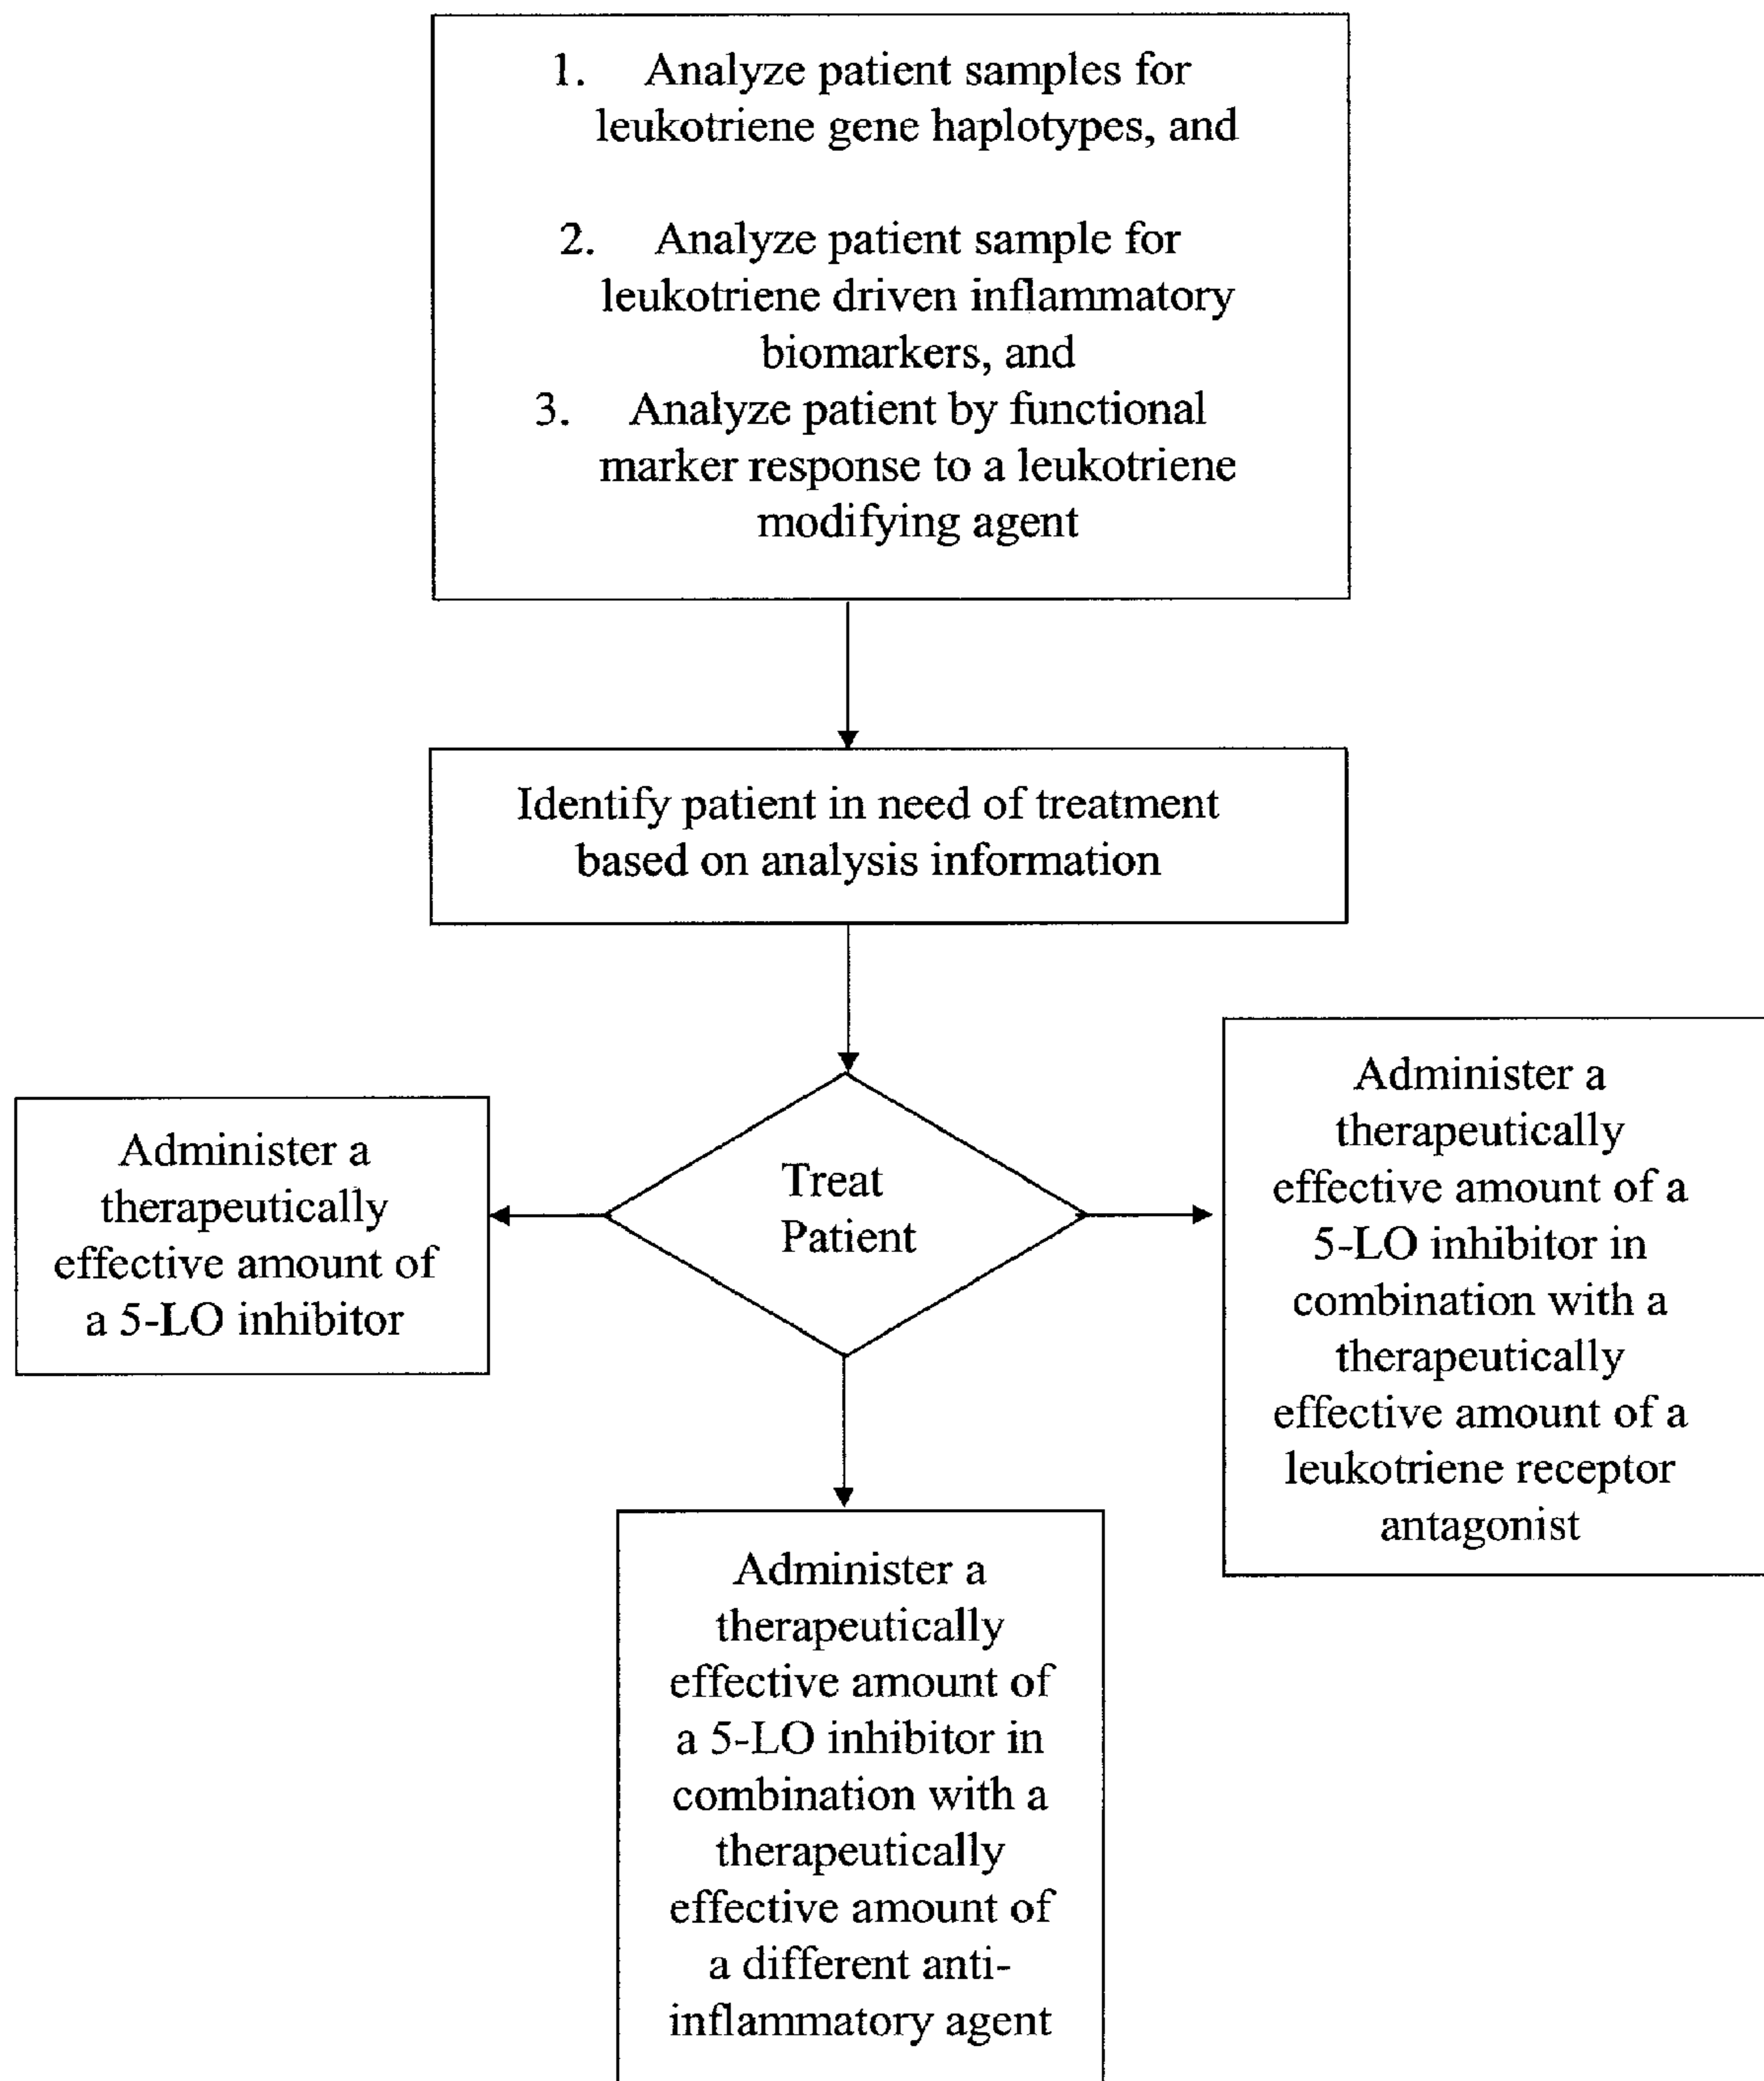 1. Analyze patient samples for
leukotriene gene haplotypes, and
2. Analyze patient sample for
leukotriene driven inflammatory
biomarkers, and
3. Analyze patient by functional
marker response to a leukotriene
modifying agent
Identify patient in need of treatment
based on analysis information
Treat
Patient
Administer a
therapeutically
effective amount of
a 5-LO inhibitor
Administer a
therapeutically
effective amount of a
5-LO inhibitor in
combination with a
therapeutically
effective amount of a
leukotriene receptor
antagonist
Administer a
therapeutically
effective amount of
a 5-LO inhibitor in
combination with a
therapeutically
effective amount of
a different anti-
inflammatory agent